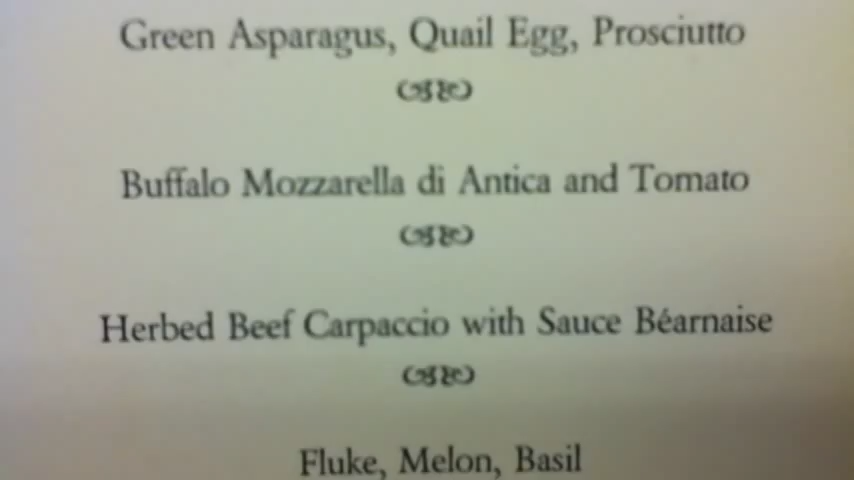 Green Asparagus, Quail Egg, Prosciutto
Buffalo Mozzarella di Antica and Tomato
Herbed Beef Carpaccio with Sauce Béarnaise
Fluke, Melon, Basil